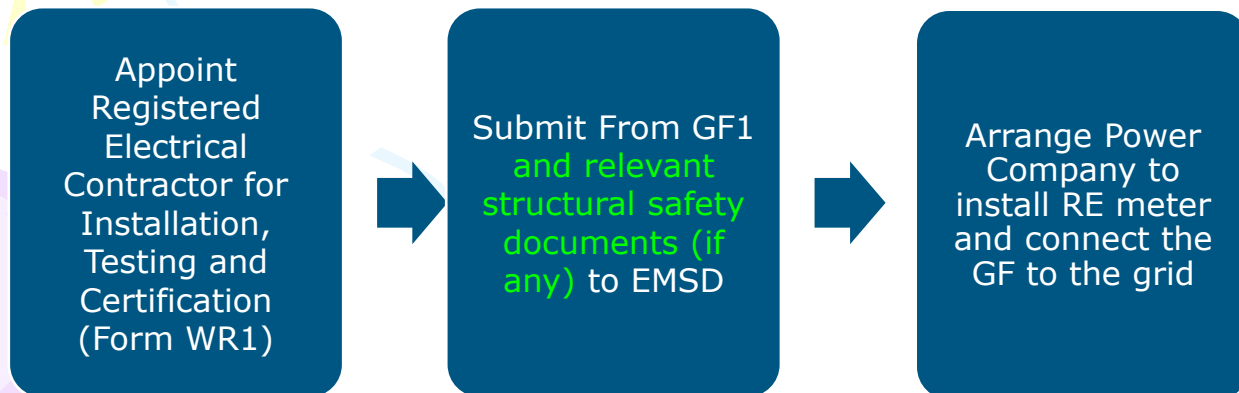 Appoint
Registered
Electrical
Contractor for
Installation,
Testing and
Certification
(Form WR1)
Submit From GF1
and relevant
structural safety
documents (if
any) to EMSD
Arrange Power
Company to
install RE meter
and connect the
GF to the grid